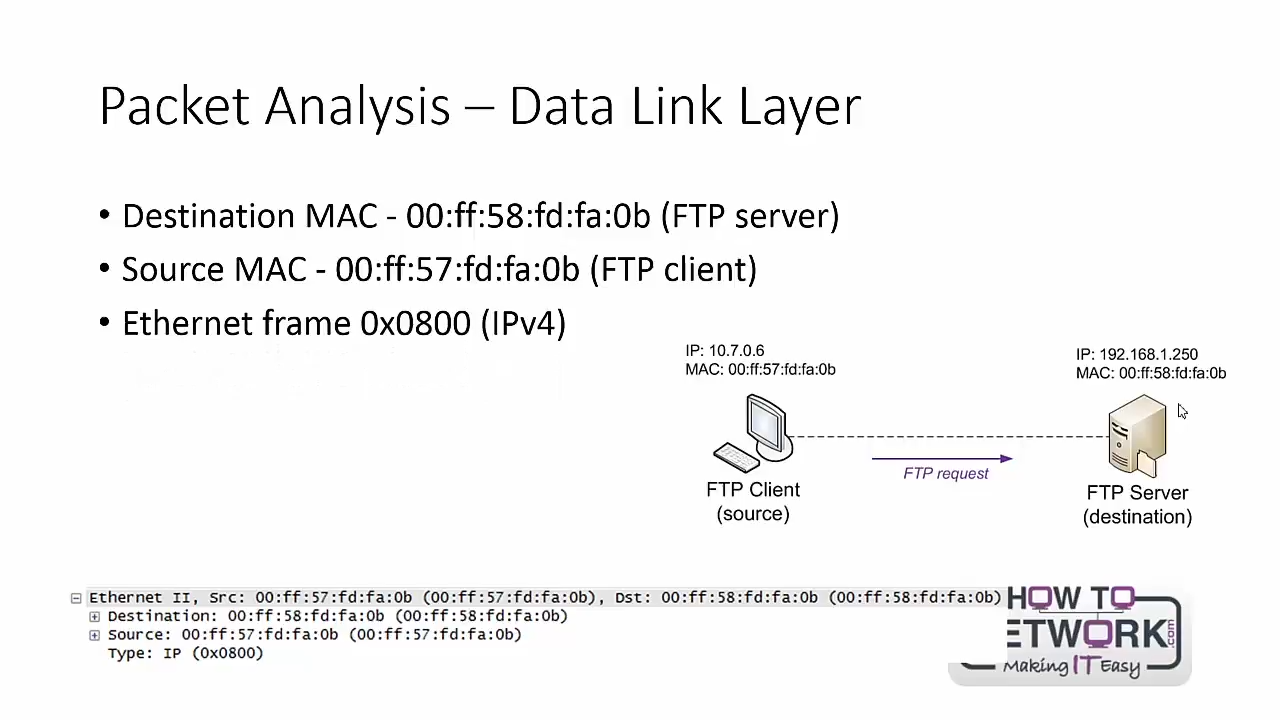 Packet Analysis – Data Link Layer
• Destination MAC - 00:ff:58:fd:fa:0b (FTP server)
• Source MAC - 00:ff:57:fd:fa:0b (FTP client)
• Ethernet frame 0x0800 (IPv4)
IP: 10.7.0.6
MAC: 00:ff:57:fd:fa:0b
IP: 192.168.1.250
MAC: 00:ff:58:fd:fa:0b
FTP request
FTP Client
(source)
FTP Server
(destination)
Ethernet II, Src: 00:ff:57:fd:fa:0b (00:ff:57:fd:fa:0b), Dst: 00:ff:58:fd:fa:0b (00:ff:58:fd:fa:0b)
Destination: 00:ff:58:fd:fa:0b (00:ff:58:fd:fa:0b)
Source: 00:ff:57:fd:fa:0b (00:ff:57:fd:fa:0b)
Type: IP (0x0800)
HOW TO
ETWORK.com
Making IT Easy